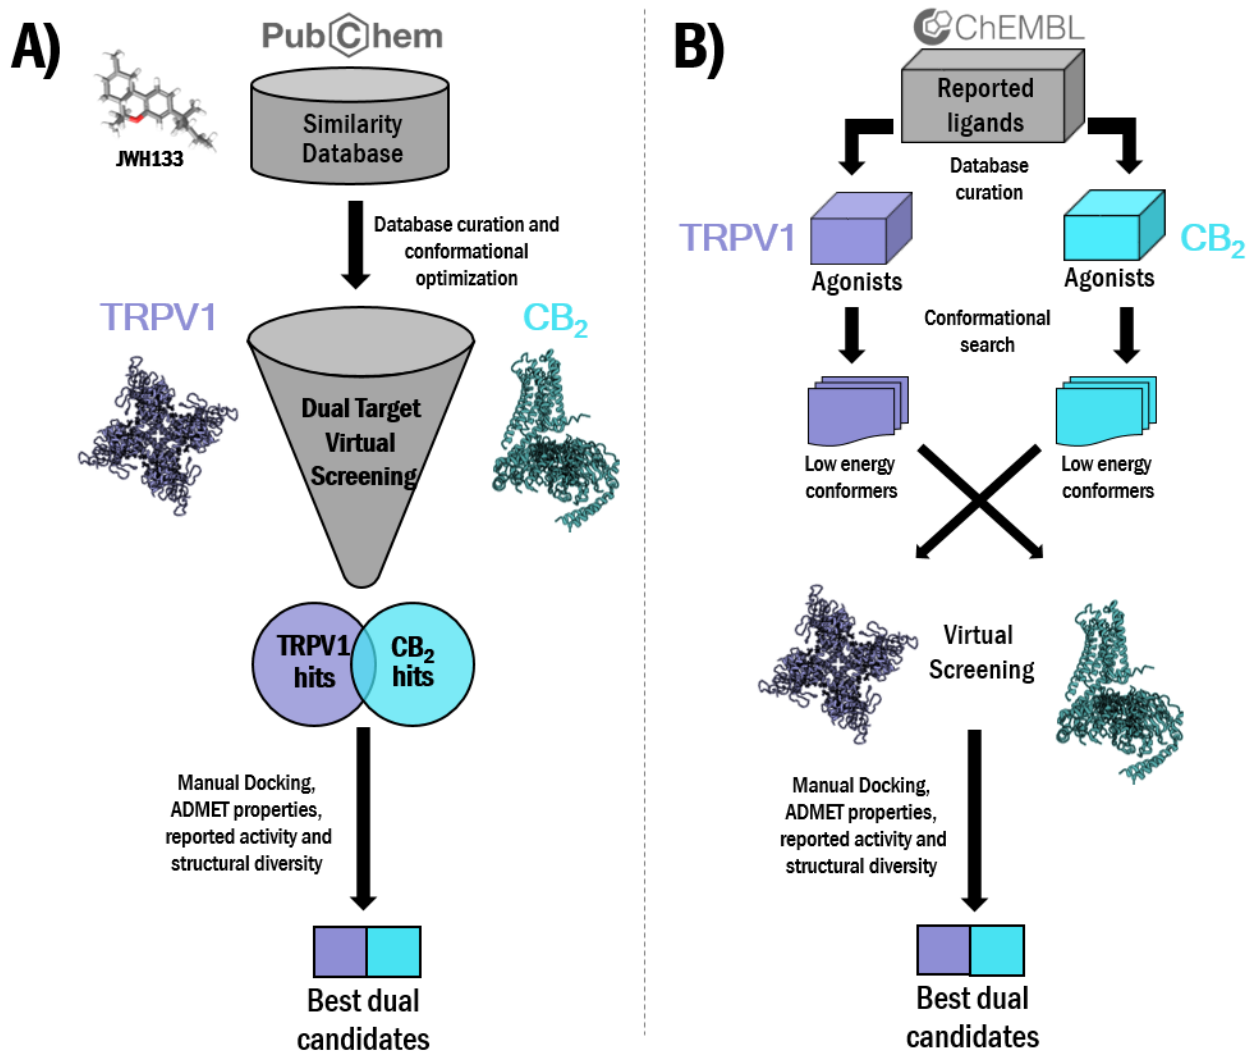 A)
PubChem
JWH133
Similarity
Database
Database curation and
conformational
optimization
TRPV1
CB₂
Dual Target
Virtual
Screening
TRPV1
hits
CB₂
hits
Manual Docking,
ADMET properties,
reported activity and
structural diversity
Best dual
candidates
B)
ChEMBL
Reported
ligands
Database
curation
TRPV1
CB₂
Agonists
Agonists
Conformational
search
Low energy
conformers
Low energy
conformers
Virtual
Screening
Manual Docking,
ADMET properties,
reported activity and
structural diversity
Best dual
candidates